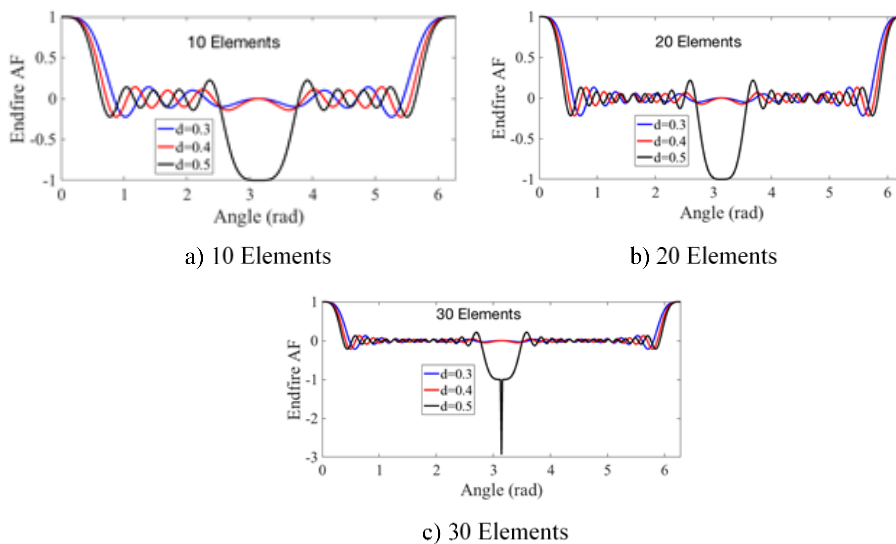 1
0.5
0
-0.5
-1
Endfire AF
10 Elements
d=0.3
d=0.4
d=0.5
0 1 2 3 4 5 6
Angle (rad)
a) 10 Elements
1
0.5
0
-0.5
-1
Endfire AF
20 Elements
d=0.3
d=0.4
d=0.5
0 1 2 3 4 5 6
Angle (rad)
b) 20 Elements
1
0
-1
-2
-3
Endfire AF
30 Elements
d=0.3
d=0.4
d=0.5
0 1 2 3 4 5 6
Angle (rad)
c) 30 Elements